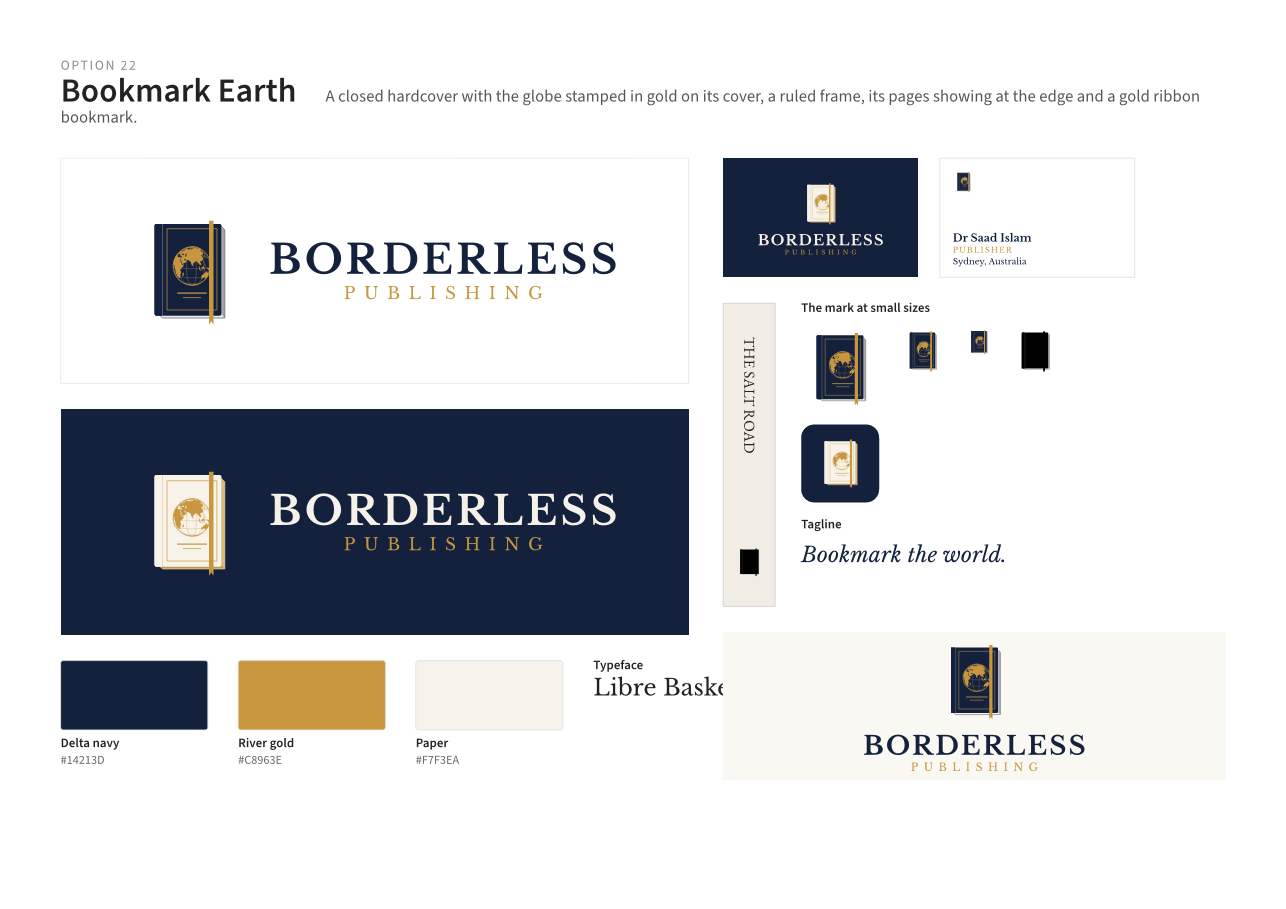 OPTION 22
Bookmark Earth A closed hardcover with the globe stamped in gold on its cover, a ruled frame, its pages showing at the edge and a gold ribbon
bookmark.
BORDERLESS
PUBLISHING
BORDERLESS
PUBLISHING
Delta navy
#14213D
River gold
#C8963E
Paper
#F7F3EA
Typeface
Libre Baske
BORDERLESS
PUBLISHING
Dr Saad Islam
PUBLISHER
Sydney, Australia
THE SALT ROAD
The mark at small sizes
Tagline
Bookmark the world.
BORDERLESS
PUBLISHING